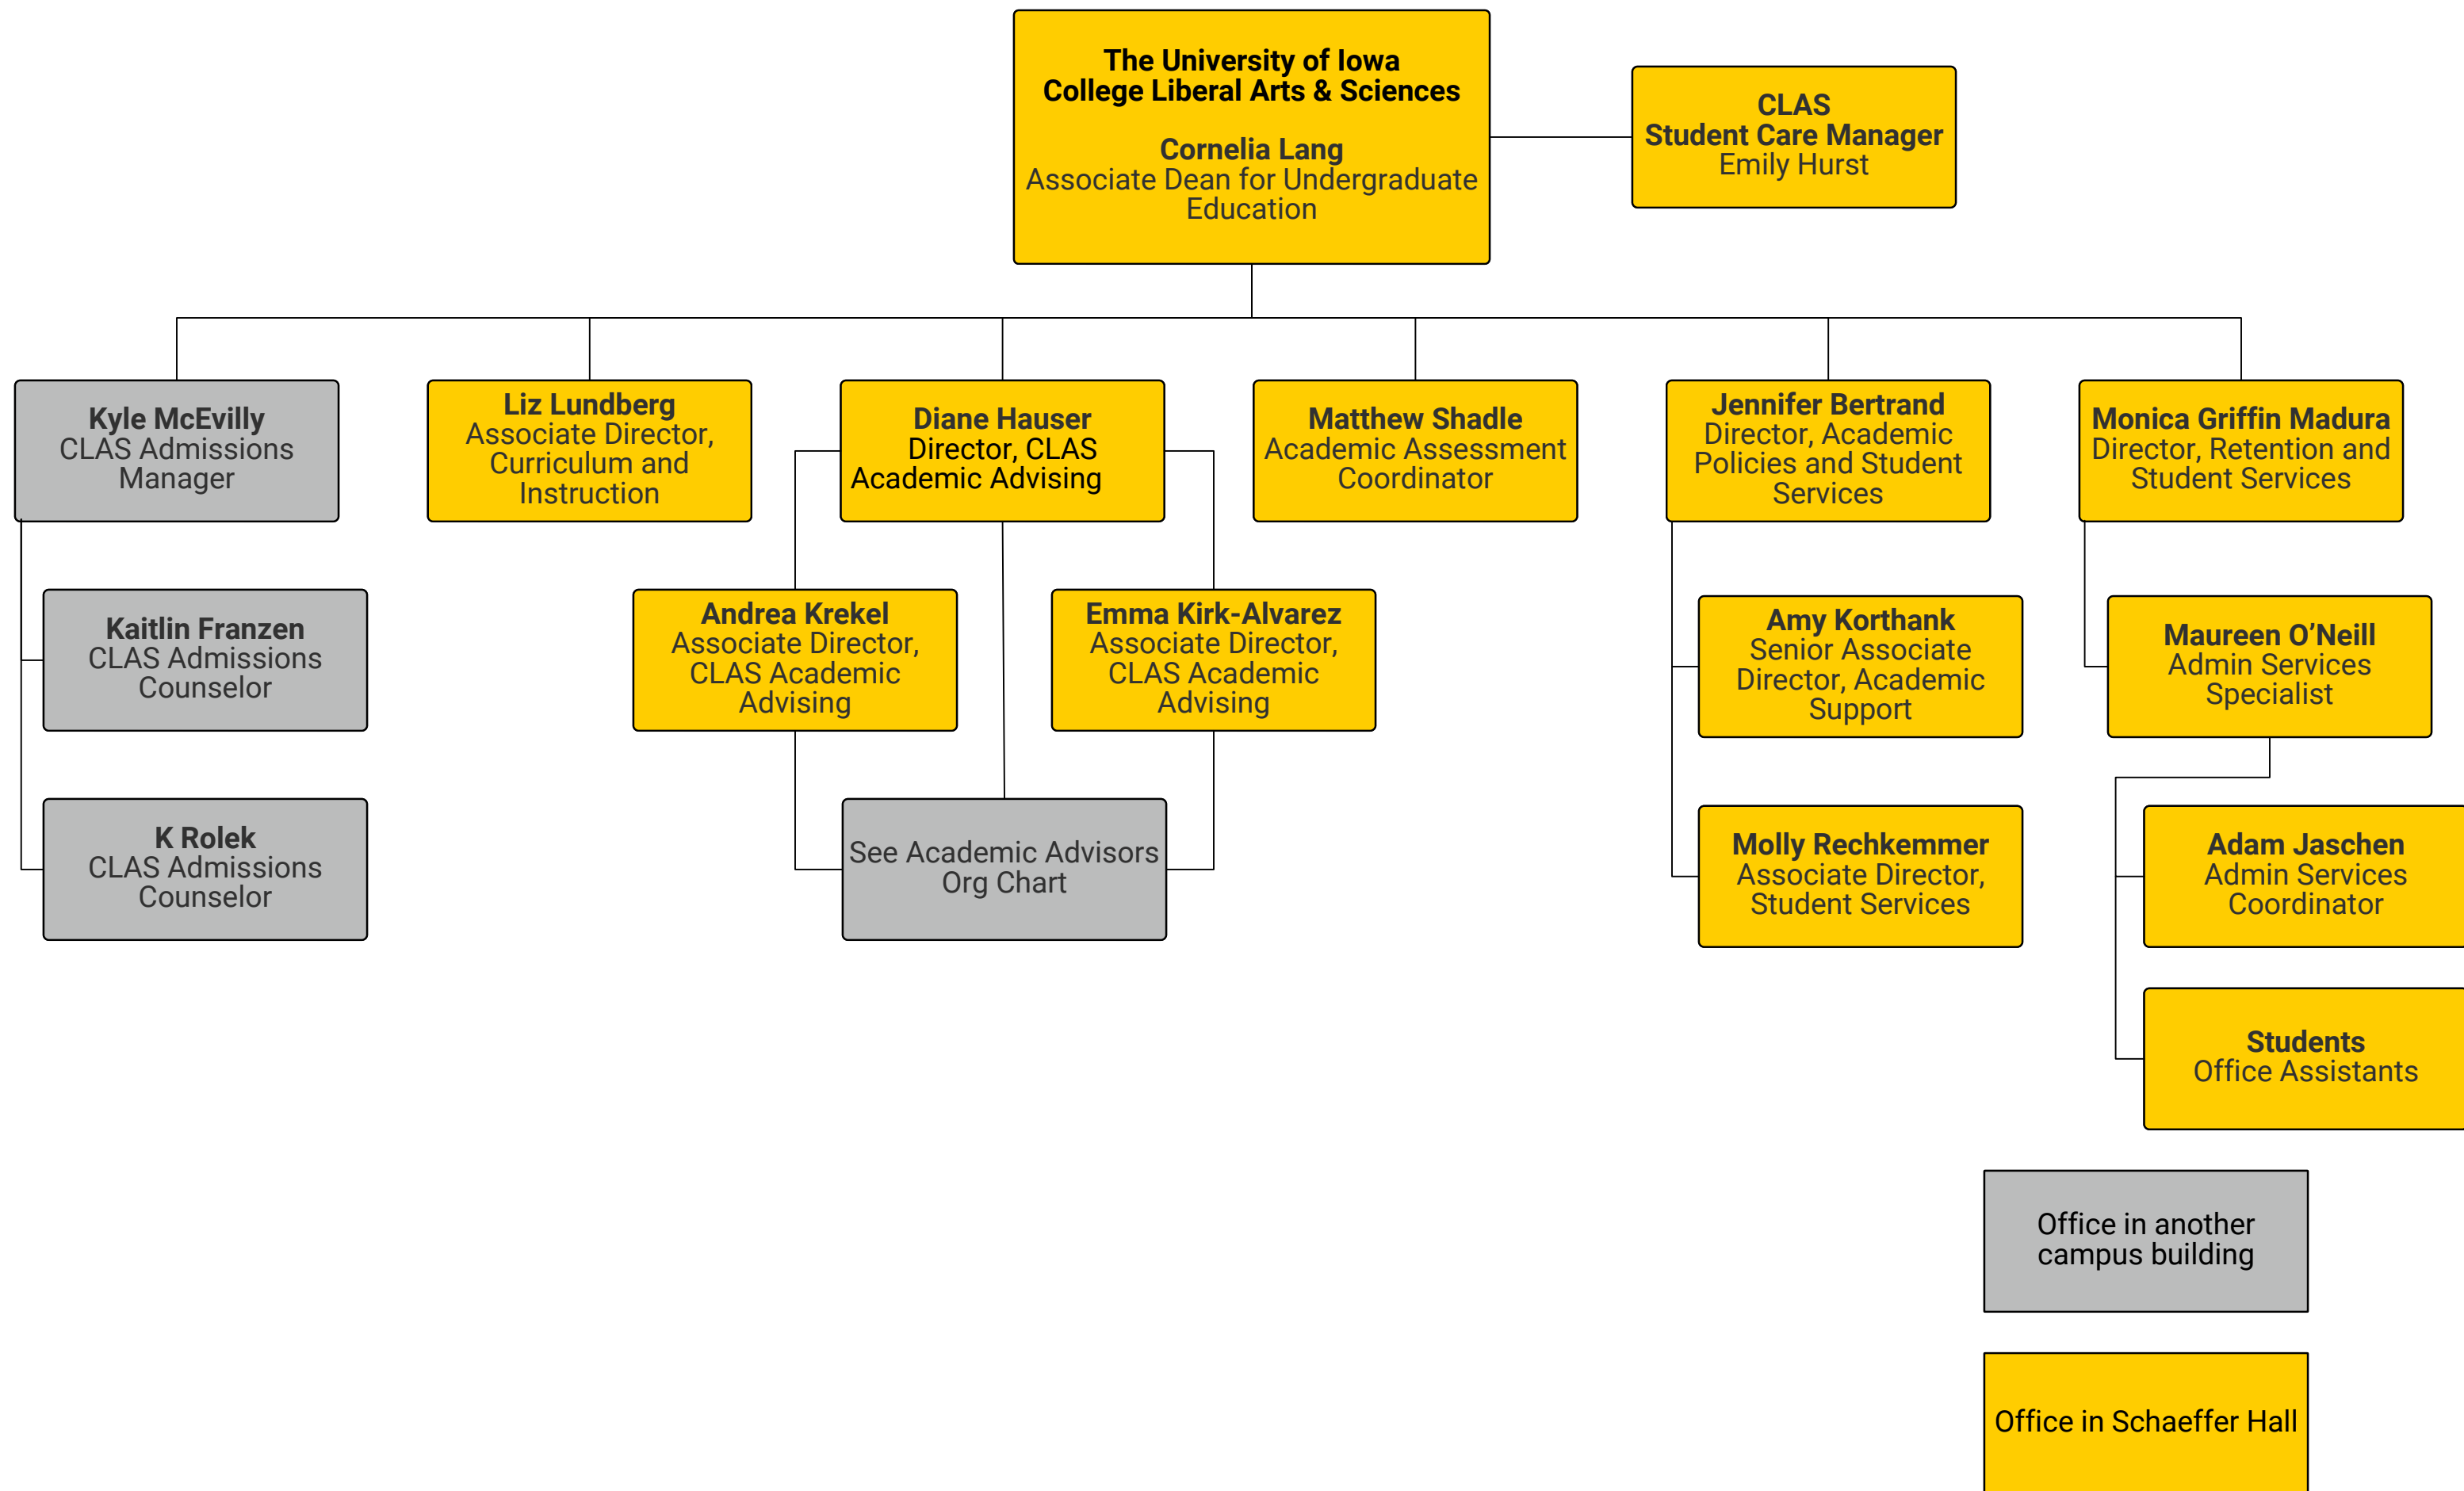 The University of Iowa
College Liberal Arts & Sciences
Cornelia Lang
Associate Dean for Undergraduate
Education
CLAS
Student Care Manager
Emily Hurst
Kyle McEvilly
CLAS Admissions
Manager
Liz Lundberg
Associate Director,
Curriculum and
Instruction
Diane Hauser
Director, CLAS
Academic Advising
Matthew Shadle
Academic Assessment
Coordinator
Jennifer Bertrand
Director, Academic
Policies and Student
Services
Monica Griffin Madura
Director, Retention and
Student Services
Kaitlin Franzen
CLAS Admissions
Counselor
Andrea Krekel
Associate Director,
CLAS Academic
Advising
Emma Kirk-Alvarez
Associate Director,
CLAS Academic
Advising
Amy Korthank
Senior Associate
Director, Academic
Support
Maureen O’Neill
Admin Services
Specialist
K Rolek
CLAS Admissions
Counselor
See Academic Advisors
Org Chart
Molly Rechkemmer
Associate Director,
Student Services
Adam Jaschen
Admin Services
Coordinator
Students
Office Assistants
Office in another
campus building
Office in Schaeffer Hall